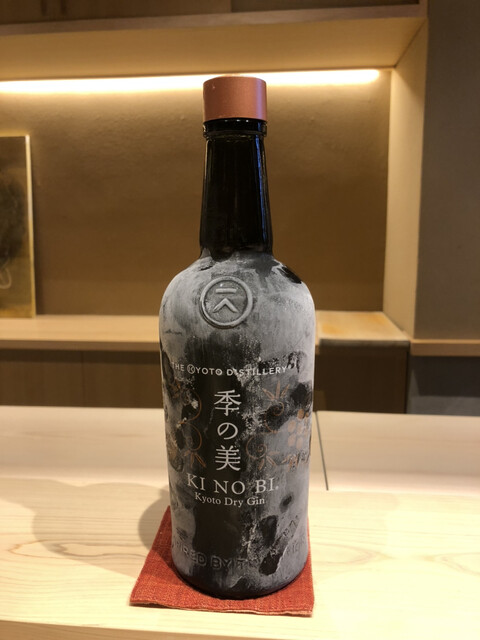 THE KYOTO DISTILLERY
季の美
KI NO BI.
Kyoto Dry Gin